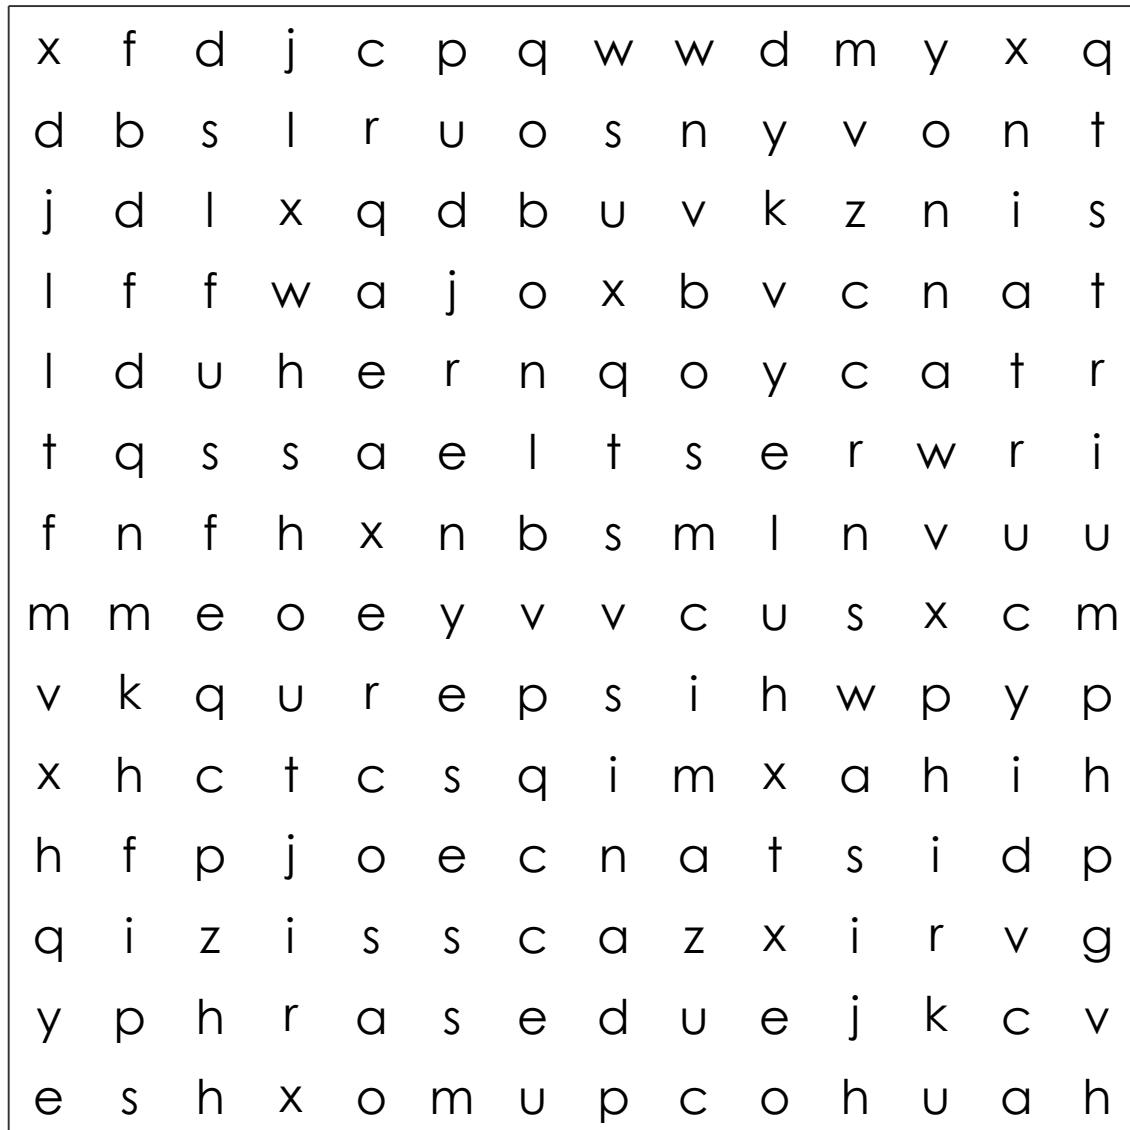 x f d j c p q w w d m y x q
d b s l r u o s n y v o n t
j d l x q d b u v k z n i s
l f f w a j o x b v c n a t
l d u h e r n q o y c a t r
t q s s a e l t s e r w r i
f n f h x n b s m l n v u u
m m e o e y v v c u s x c m
v k q u r e p s i h w p y p
x h c t c s q i m x a h i h
h f p j o e c n a t s i d p
q i z i s s c a z x i r v g
y p h r a s e d u e j k c v
e s h x o m u p c o h u a h